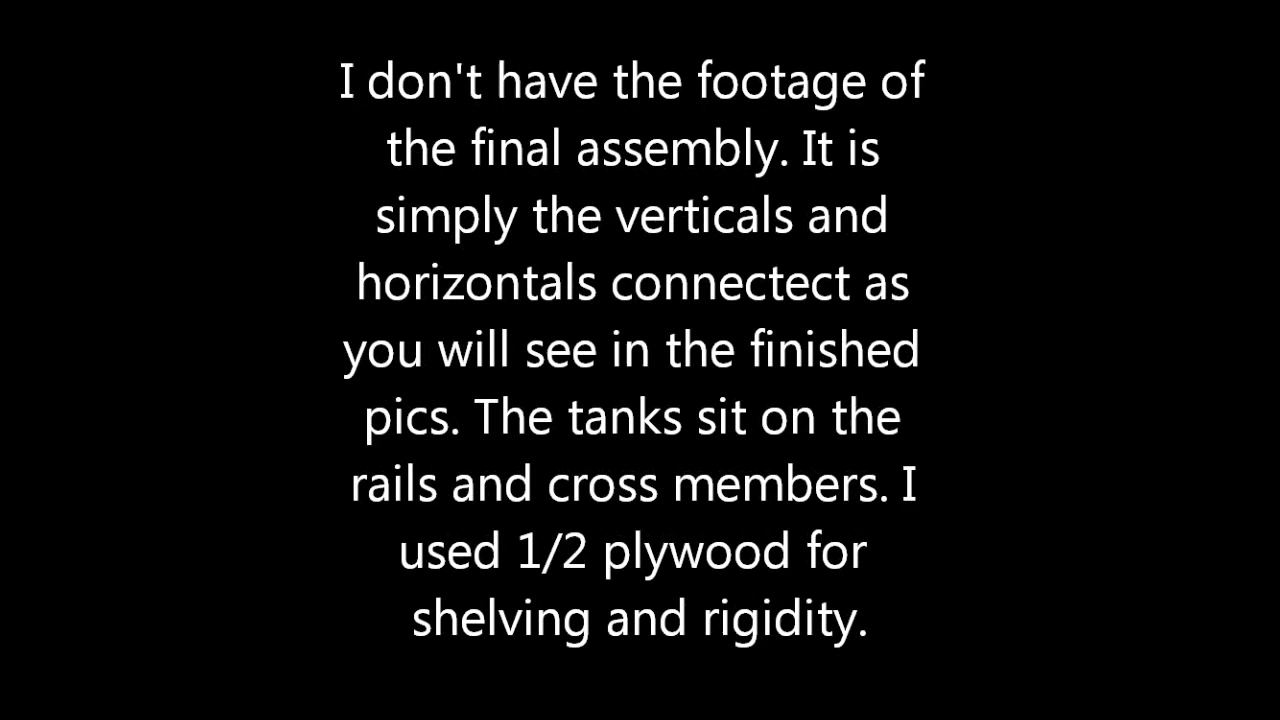 I don't have the footage of
the final assembly. It is
simply the verticals and
horizontals connectect as
you will see in the finished
pics. The tanks sit on the
rails and cross members. I
used 1/2 plywood for
shelving and rigidity.